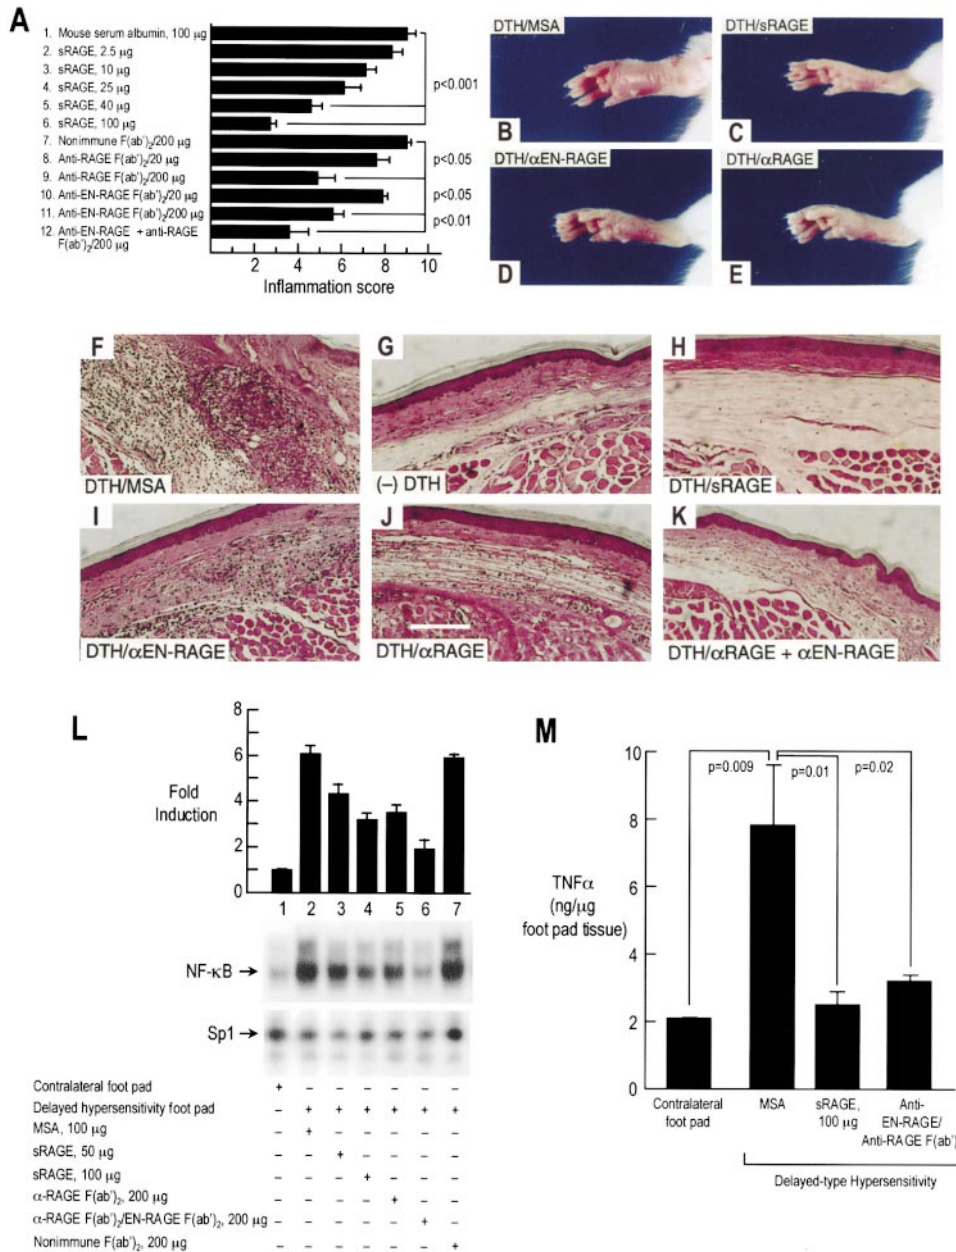 A
1. Mouse serum albumin, 100 μg
2. sRAGE, 2.5 μg
3. sRAGE, 10 μg
4. sRAGE, 25 μg
5. sRAGE, 40 μg
6. sRAGE, 100 μg
7. Nonimmune F(ab')₂/200 μg
8. Anti-RAGE F(ab')₂/20 μg
9. Anti-RAGE F(ab')₂/200 μg
10. Anti-EN-RAGE F(ab')₂/20 μg
11. Anti-EN-RAGE F(ab')₂/200 μg
12. Anti-EN-RAGE + anti-RAGE
F(ab')₂/200 μg
p<0.001
p<0.05
p<0.05
p<0.01
2 4 6 8 10
Inflammation score
DTH/MSA
B
DTH/sRAGE
C
DTH/αEN-RAGE
D
DTH/αRAGE
E
F
DTH/MSA
G
(–) DTH
H
DTH/sRAGE
I
DTH/αEN-RAGE
J
DTH/αRAGE
K
DTH/αRAGE + αEN-RAGE
L
8
6
4
2
0
Fold
Induction
1 2 3 4 5 6 7
NF-κB
Sp1
Contralateral foot pad + – – – – – –
Delayed hypersensitivity foot pad – + + + + + +
MSA, 100 μg – + – – – – –
sRAGE, 50 μg – – + – – – –
sRAGE, 100 μg – – – + – – –
α-RAGE F(ab')₂, 200 μg – – – – + – –
α-RAGE F(ab')₂/EN-RAGE F(ab')₂, 200 μg – – – – – + –
Nonimmune F(ab')₂, 200 μg – – – – – – +
M
10
8
6
4
2
0
TNFα
(ng/μg
foot pad tissue)
p=0.009
p=0.01
p=0.02
Contralateral
foot pad
MSA
sRAGE,
100 μg
Anti-
EN-RAGE/
Anti-RAGE F(ab')
Delayed-type Hypersensitivity